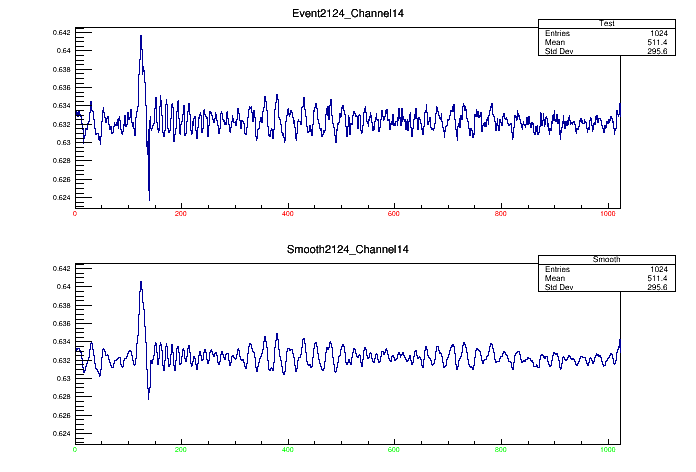 Event2124_Channel14
Test
Entries 1024
Mean 511.4
Std Dev 295.6
0.642
0.64
0.638
0.636
0.634
0.632
0.63
0.628
0.626
0.624
0 200 400 600 800 1000
Smooth2124_Channel14
Smooth
Entries 1024
Mean 511.4
Std Dev 295.6
0.642
0.64
0.638
0.636
0.634
0.632
0.63
0.628
0.626
0.624
0 200 400 600 800 1000